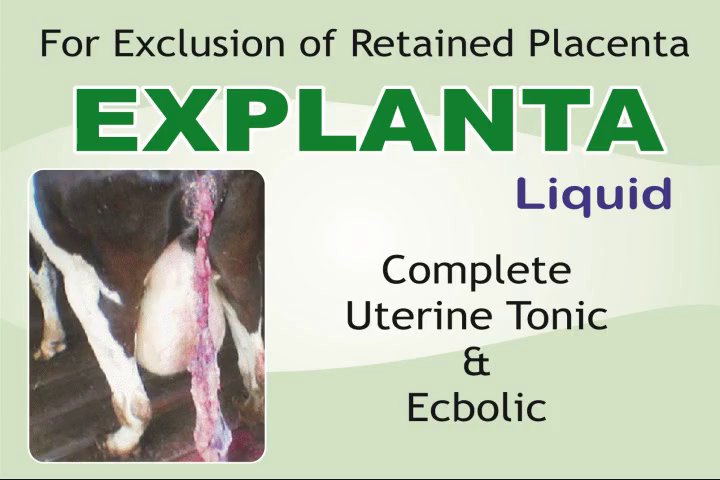 For Exclusion of Retained Placenta
EXPLANTA
Liquid
Complete
Uterine Tonic
&
Ecbolic